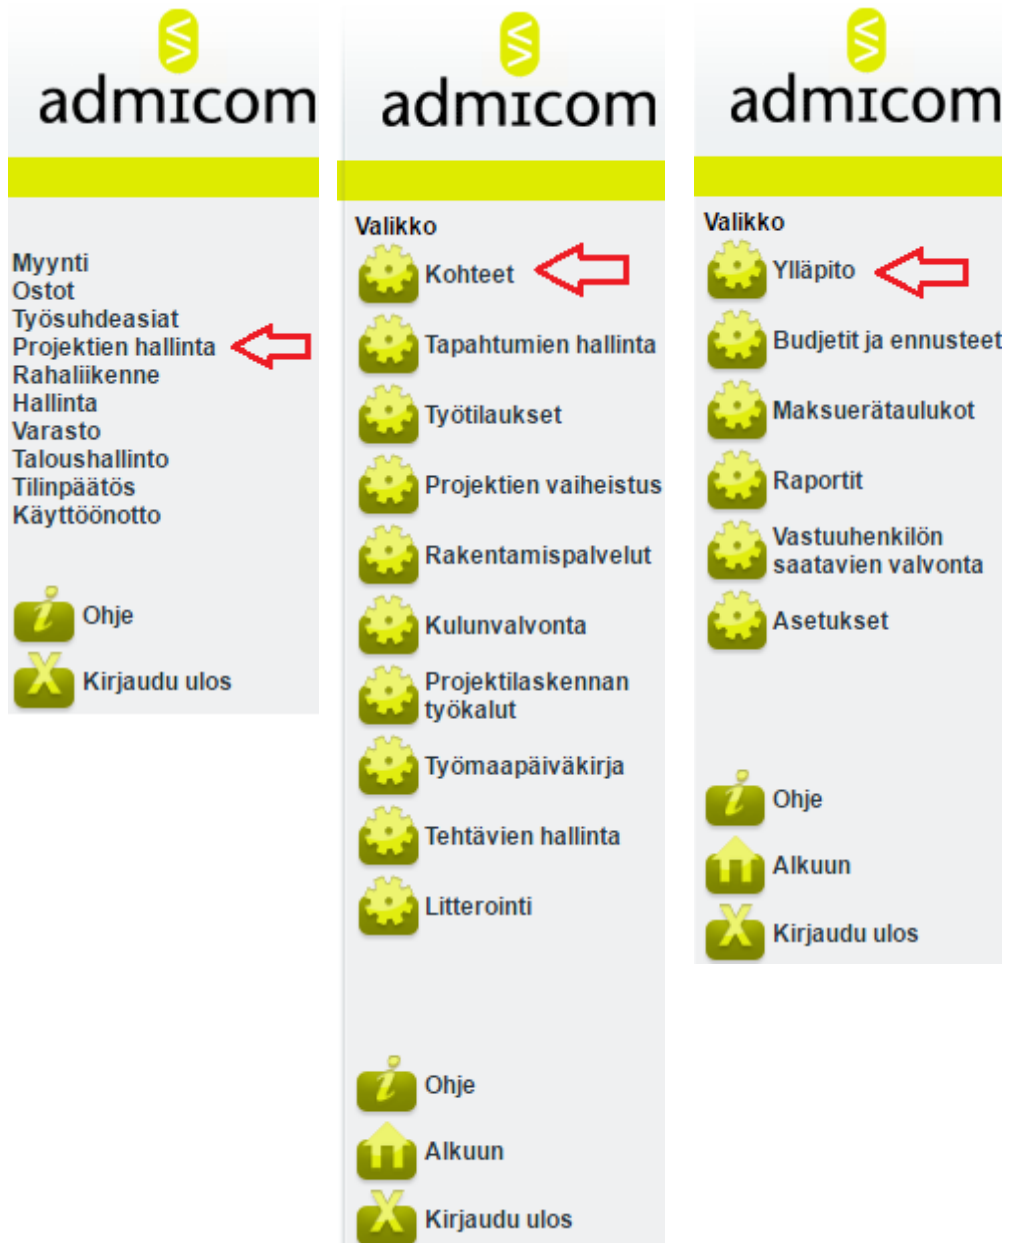 admicom
Myynti
Ostot
Työsuhdeasiat
Projektien hallinta
Rahaliikenne
Hallinta
Varasto
Taloushallinto
Tilinpäätös
Käyttöönotto
Ohje
Kirjaudu ulos
admicom
Valikko
Kohteet
Tapahtumien hallinta
Työtilaukset
Projektien vaiheistus
Rakentamispalvelut
Kulunvalvonta
Projektilaskennan
työkalut
Työmaapäiväkirja
Tehtävien hallinta
Litterointi
Ohje
Alkuun
Kirjaudu ulos
admicom
Valikko
Ylläpito
Budjetit ja ennusteet
Maksuerätaulukot
Raportit
Vastuuhenkilön
saatavien valvonta
Asetukset
Ohje
Alkuun
Kirjaudu ulos